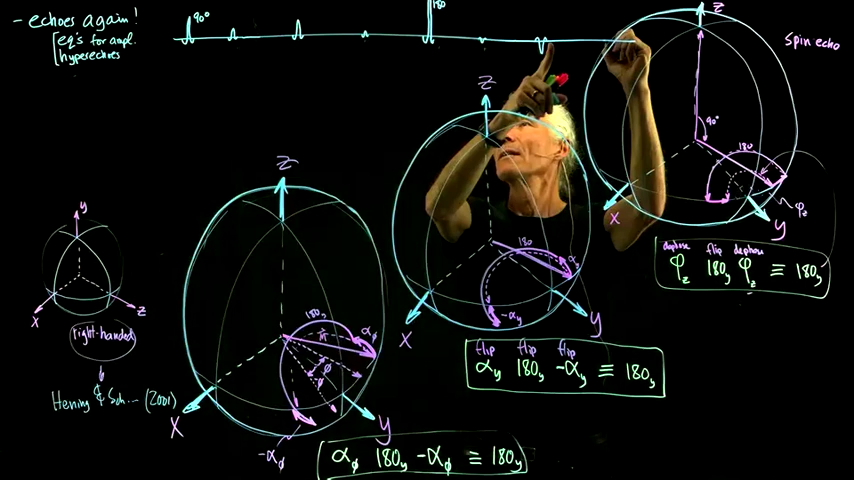 - echoes again!
[eq's for ampl.
hyperechoes
90°
180
z
Spin echo
90°
180
φz
x
y
dephase flip dephase
φz 180y φz ≡ 180y
z
180
αy
-αy
x
y
flip flip flip
αy 180y -αy ≡ 180y
z
180y
αφ
M
φ
-φ
-αφ
x
y
αφ 180y -αφ ≡ 180y
y
x
z
right-handed
(2001)